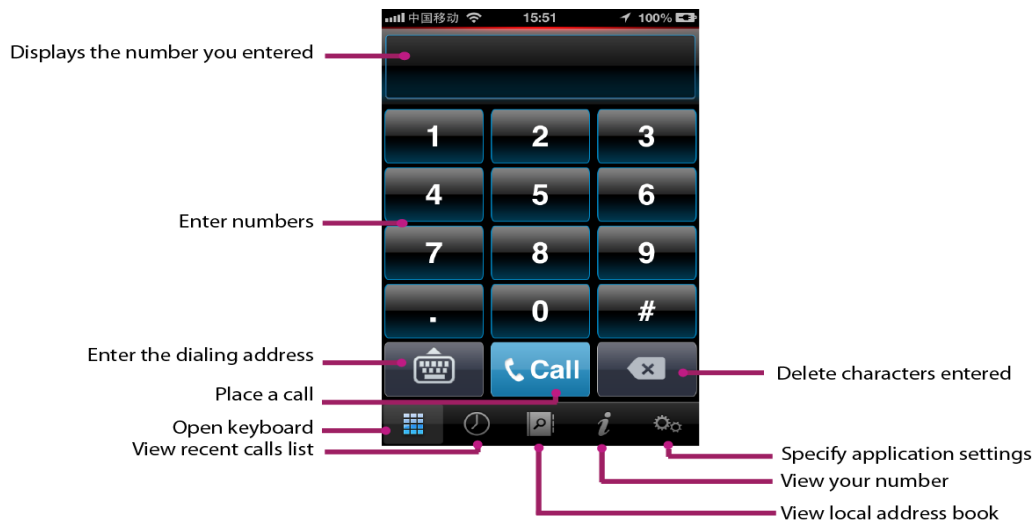 中国移动 15:51 100%
Displays the number you entered
1 2 3
4 5 6
Enter numbers
7 8 9
. 0 #
Enter the dialing address
Call
Delete characters entered
Place a call
Open keyboard
View recent calls list
i
Specify application settings
View your number
View local address book